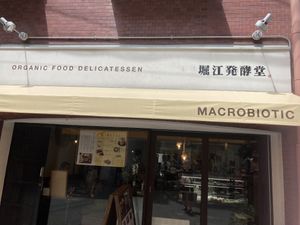 ORGANIC FOOD DELICATESSEN 堀江発酵堂
MACROBIOTIC